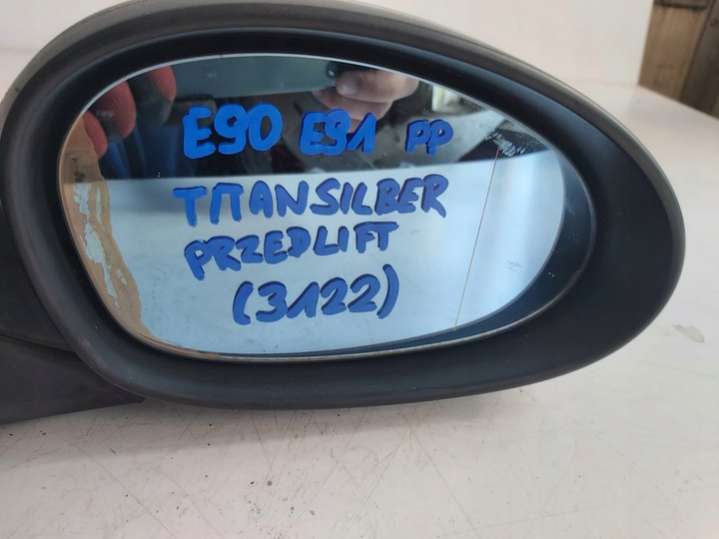 E90 E91 PP
TITANSILBER
PRZEDLIFT
(3122)